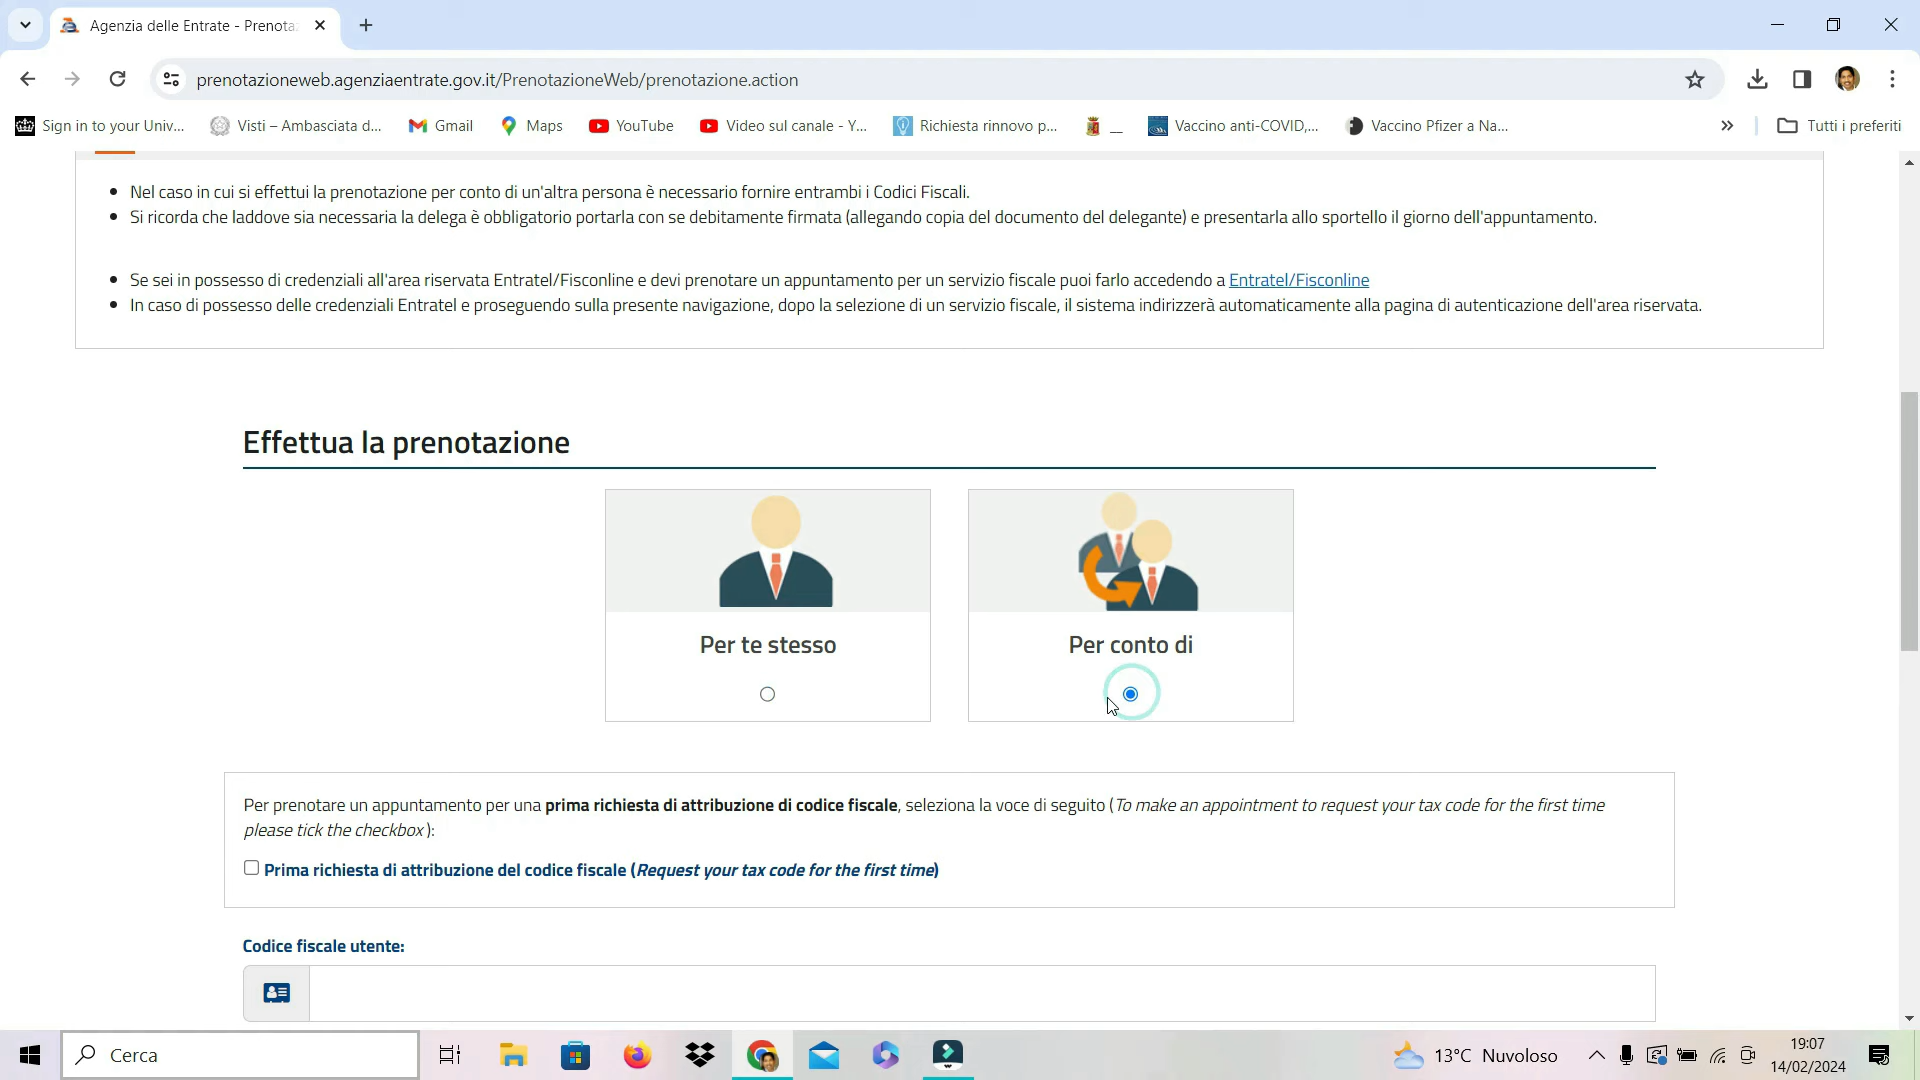 Agenzia delle Entrate - Prenota
prenotazioneweb.agenziaentrate.gov.it/PrenotazioneWeb/prenotazione.action
Sign in to your Univ...
Visti – Ambasciata d...
Gmail
Maps
YouTube
Video sul canale - Y...
Richiesta rinnovo p...
Vaccino anti-COVID,...
Vaccino Pfizer a Na...
Tutti i preferiti
Nel caso in cui si effettui la prenotazione per conto di un'altra persona è necessario fornire entrambi i Codici Fiscali.
Si ricorda che laddove sia necessaria la delega è obbligatorio portarla con se debitamente firmata (allegando copia del documento del delegante) e presentarla allo sportello il giorno dell'appuntamento.
Se sei in possesso di credenziali all'area riservata Entratel/Fisconline e devi prenotare un appuntamento per un servizio fiscale puoi farlo accedendo a Entratel/Fisconline
In caso di possesso delle credenziali Entratel e proseguendo sulla presente navigazione, dopo la selezione di un servizio fiscale, il sistema indirizzerà automaticamente alla pagina di autenticazione dell'area riservata.
Effettua la prenotazione
Per te stesso
Per conto di
Per prenotare un appuntamento per una prima richiesta di attribuzione di codice fiscale, seleziona la voce di seguito (To make an appointment to request your tax code for the first time
please tick the checkbox):
Prima richiesta di attribuzione del codice fiscale (Request your tax code for the first time)
Codice fiscale utente:
Cerca
13°C Nuvoloso
19:07
14/02/2024